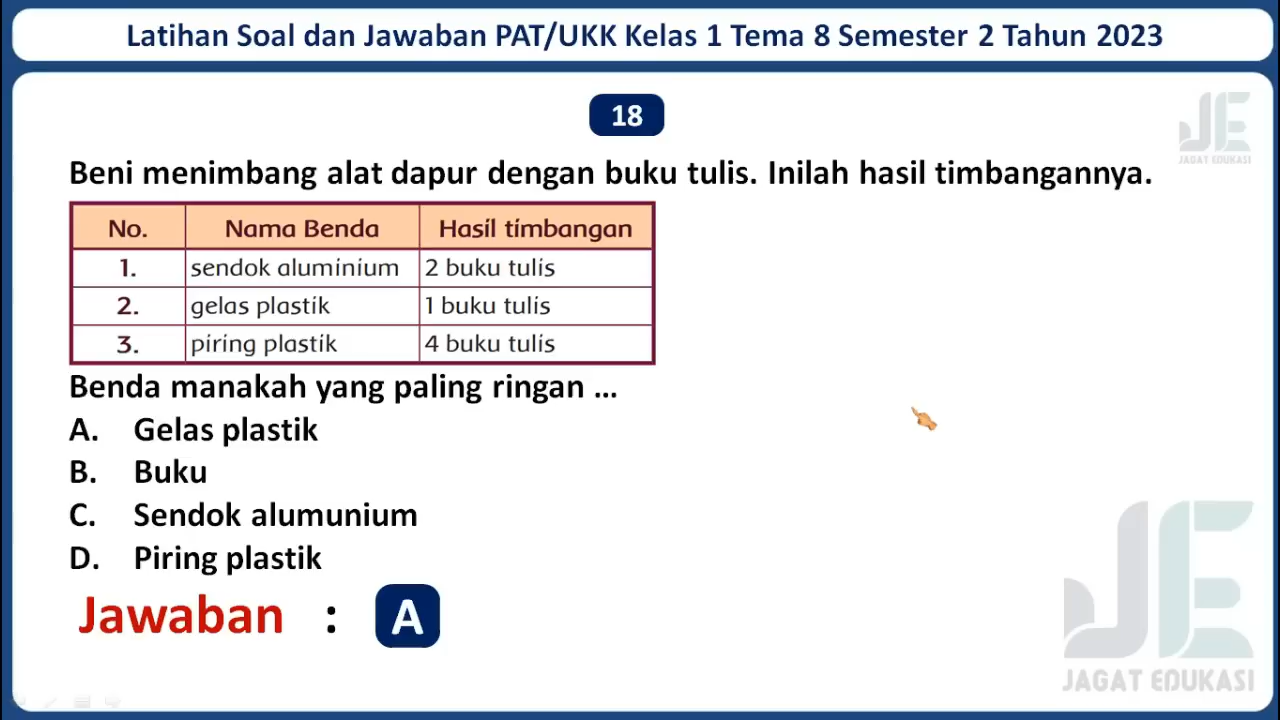 Latihan Soal dan Jawaban PAT/UKK Kelas 1 Tema 8 Semester 2 Tahun 2023
18
JE
JAGAT EDUKASI
Beni menimbang alat dapur dengan buku tulis. Inilah hasil timbangannya.
No. Nama Benda Hasil timbangan
1. sendok aluminium 2 buku tulis
2. gelas plastik 1 buku tulis
3. piring plastik 4 buku tulis
Benda manakah yang paling ringan ...
A. Gelas plastik
B. Buku
C. Sendok alumunium
D. Piring plastik
Jawaban : A
JE
JAGAT EDUKASI